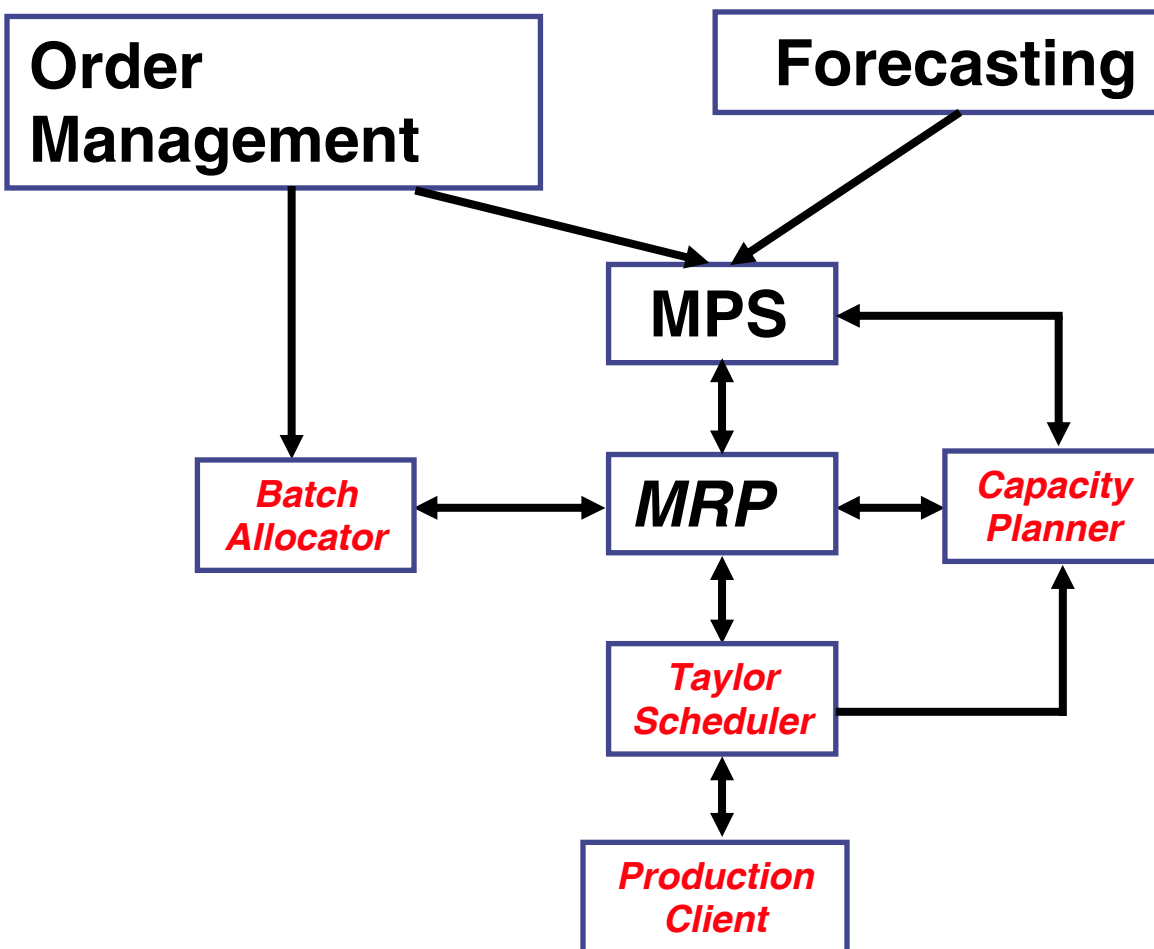 Order
Management
Forecasting
MPS
Batch
Allocator
MRP
Capacity
Planner
Taylor
Scheduler
Production
Client